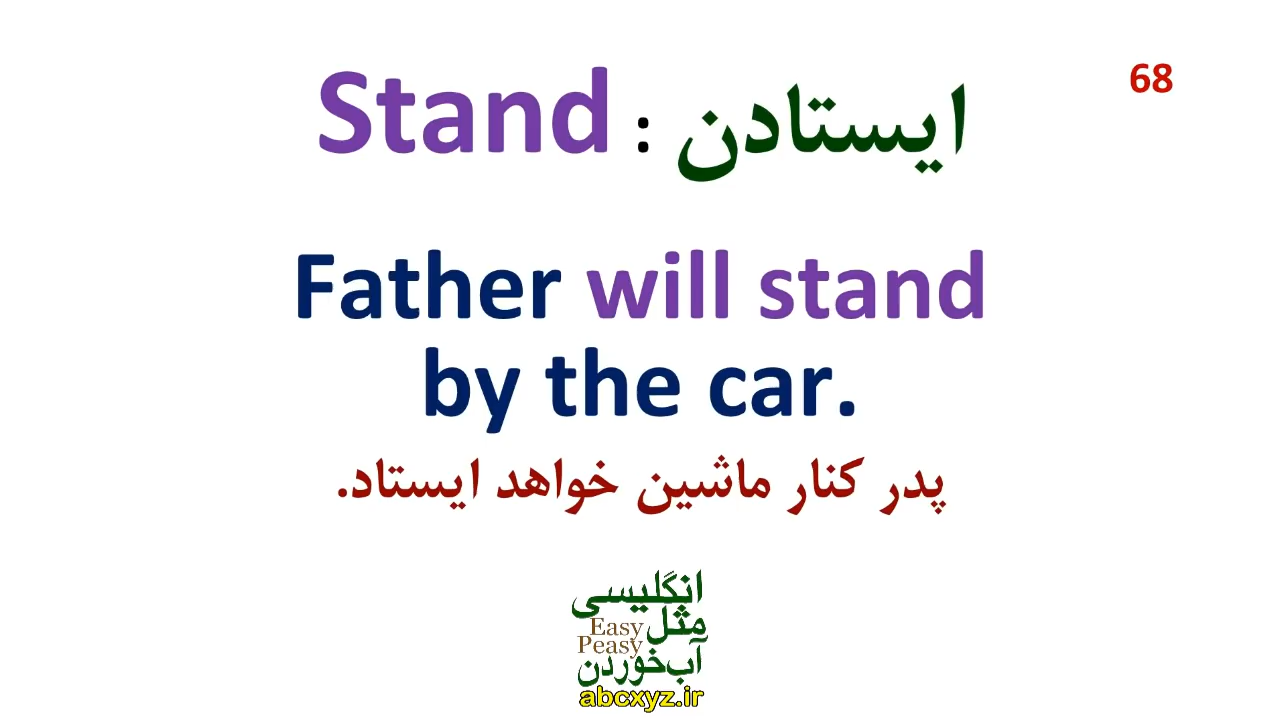 68
Stand : ایستادن
Father will stand
by the car.
پدر کنار ماشین خواهد ایستاد.
انگلیسی
مثل Easy
Peasy
آب‌خوردن
abcxyz.ir